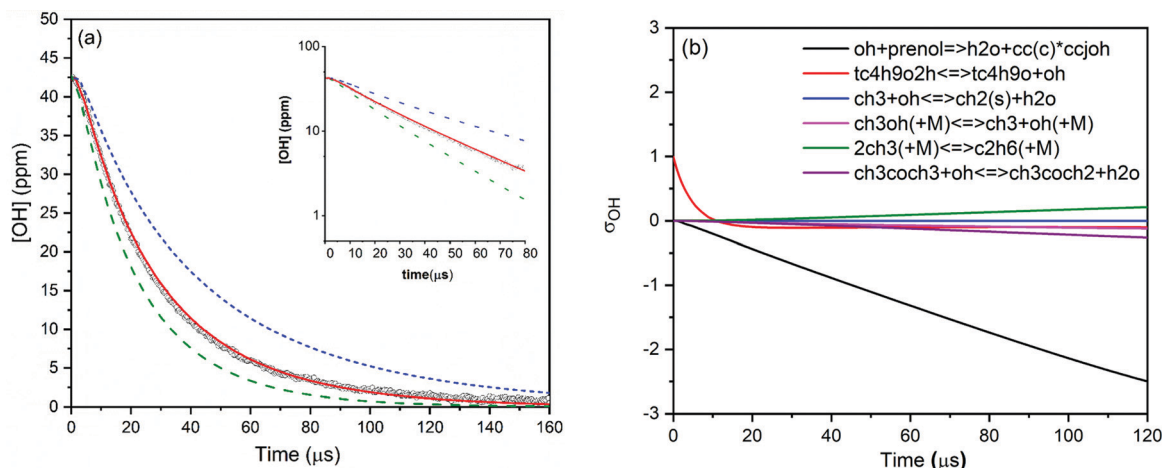 (a)
[OH] (ppm)
50
45
40
35
30
25
20
15
10
5
0
0 20 40 60 80 100 120 140 160
Time (μs)
[OH] (ppm)
100
10
1
0 10 20 30 40 50 60 70 80
time(μs)
(b)
σOH
3
2
1
0
-1
-2
-3
0 20 40 60 80 100 120
Time (μs)
oh+prenol=>h2o+cc(c)*ccjoh
tc4h9o2h<=>tc4h9o+oh
ch3+oh<=>ch2(s)+h2o
ch3oh(+M)<=>ch3+oh(+M)
2ch3(+M)<=>c2h6(+M)
ch3coch3+oh<=>ch3coch2+h2o